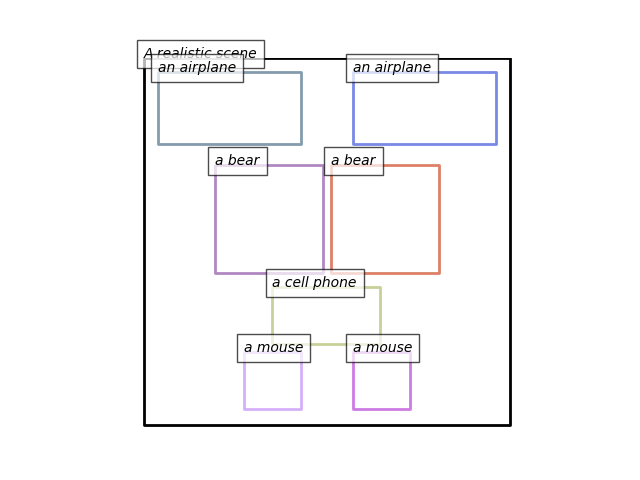 A realistic scene
an airplane
an airplane
a bear
a bear
a cell phone
a mouse
a mouse